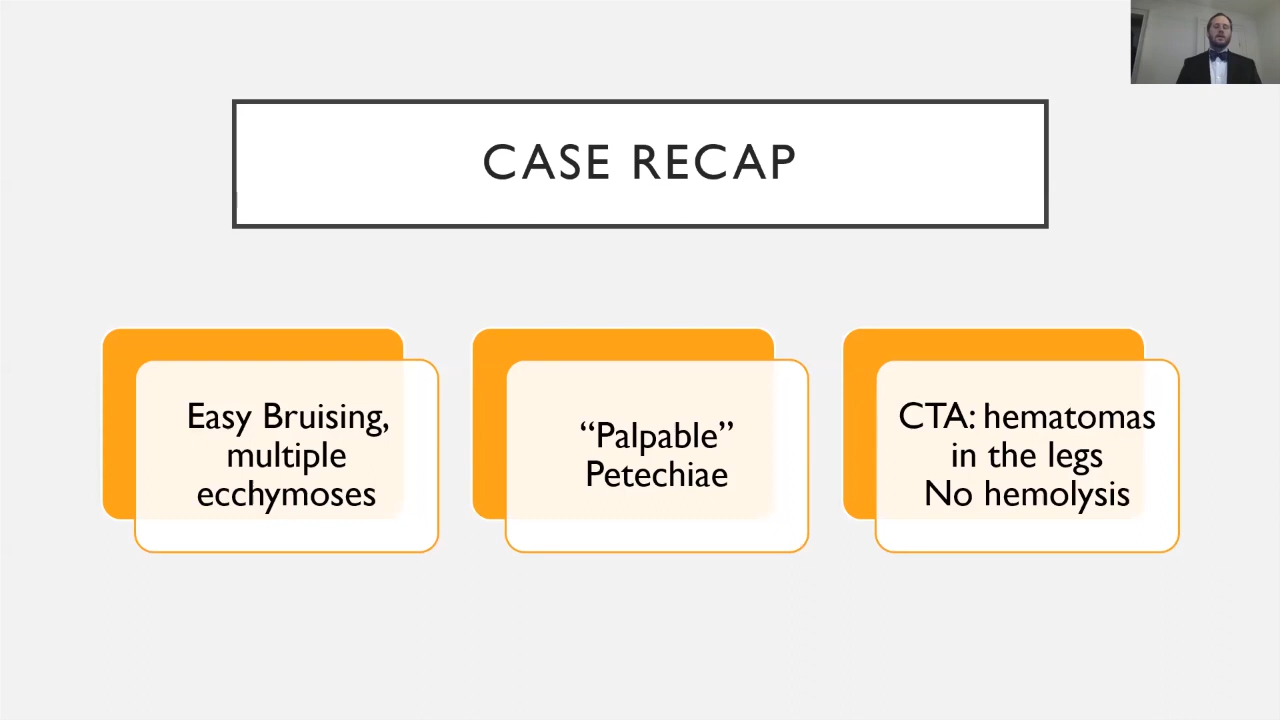 CASE RECAP
Easy Bruising,
multiple
ecchymoses
“Palpable”
Petechiae
CTA: hematomas
in the legs
No hemolysis